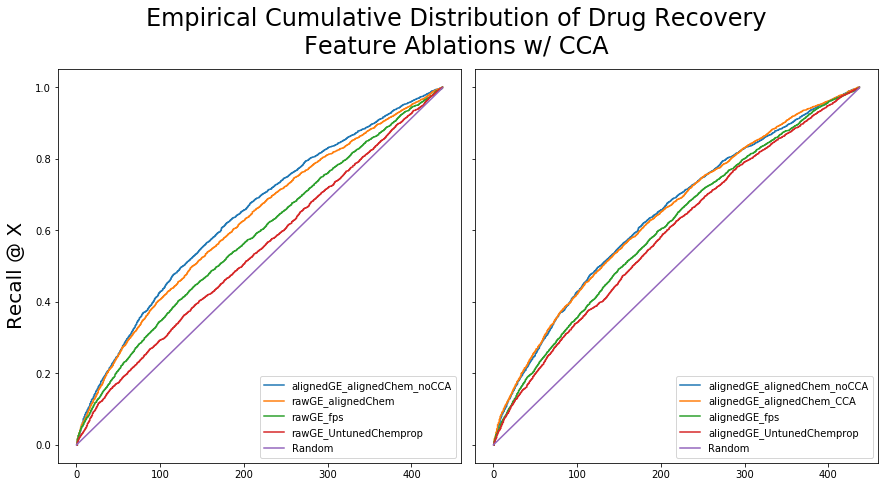 Empirical Cumulative Distribution of Drug Recovery
Feature Ablations w/ CCA
Recall @ X
1.0
0.8
0.6
0.4
0.2
0.0
0
100
200
300
400
alignedGE_alignedChem_noCCA
rawGE_alignedChem
rawGE_fps
rawGE_UntunedChemprop
Random
0
100
200
300
400
alignedGE_alignedChem_noCCA
alignedGE_alignedChem_CCA
alignedGE_fps
alignedGE_UntunedChemprop
Random